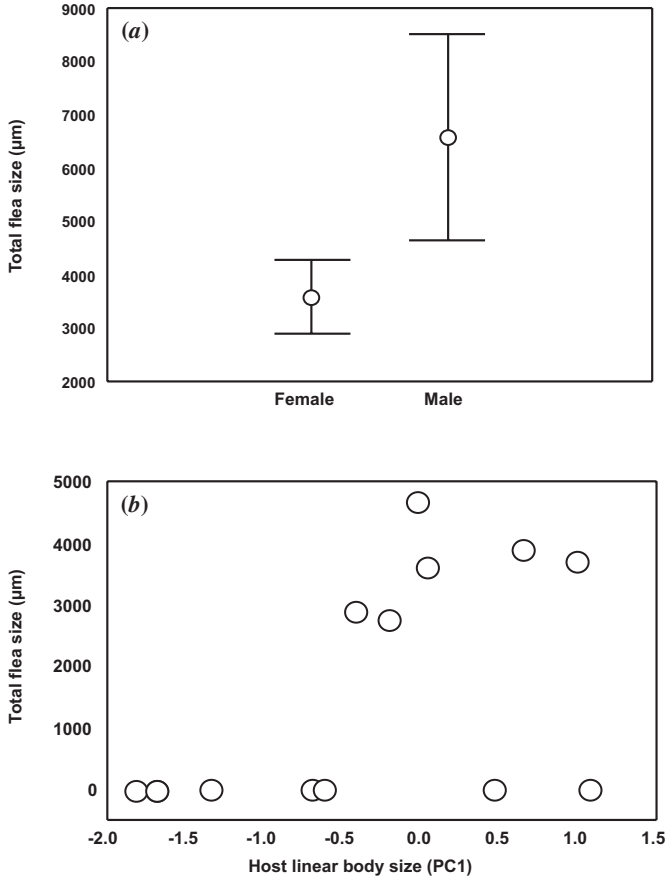 9000
(a)
8000
7000
6000
5000
4000
3000
2000
Total flea size (µm)
Female Male
5000
(b)
4000
3000
2000
1000
0
Total flea size (µm)
-2.0 -1.5 -1.0 -0.5 0.0 0.5 1.0 1.5
Host linear body size (PC1)